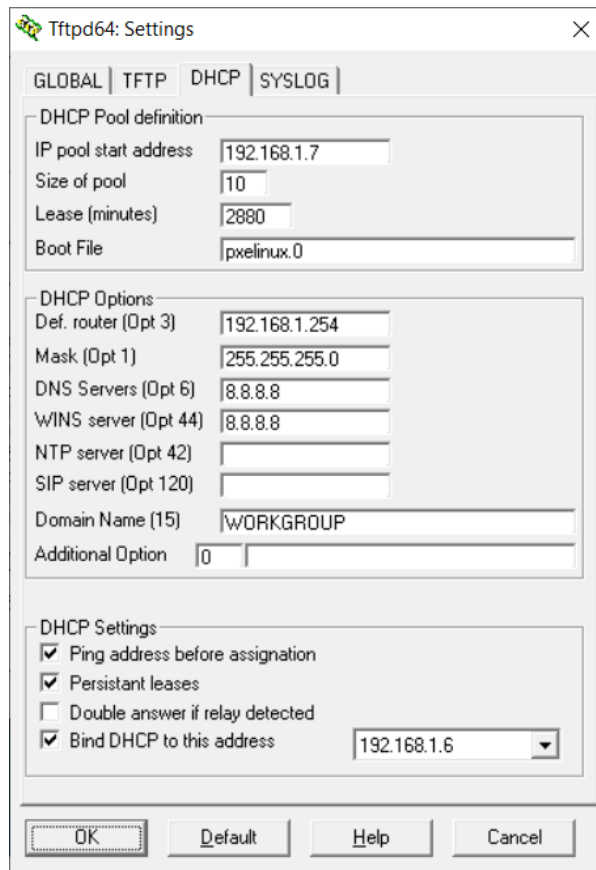 Tftpd64: Settings
GLOBAL TFTP DHCP SYSLOG
DHCP Pool definition
IP pool start address 192.168.1.7
Size of pool 10
Lease (minutes) 2880
Boot File pxelinux.0
DHCP Options
Def. router (Opt 3) 192.168.1.254
Mask (Opt 1) 255.255.255.0
DNS Servers (Opt 6) 8.8.8.8
WINS server (Opt 44) 8.8.8.8
NTP server (Opt 42)
SIP server (Opt 120)
Domain Name (15) WORKGROUP
Additional Option 0
DHCP Settings
Ping address before assignation
Persistant leases
Double answer if relay detected
Bind DHCP to this address 192.168.1.6
OK Default Help Cancel